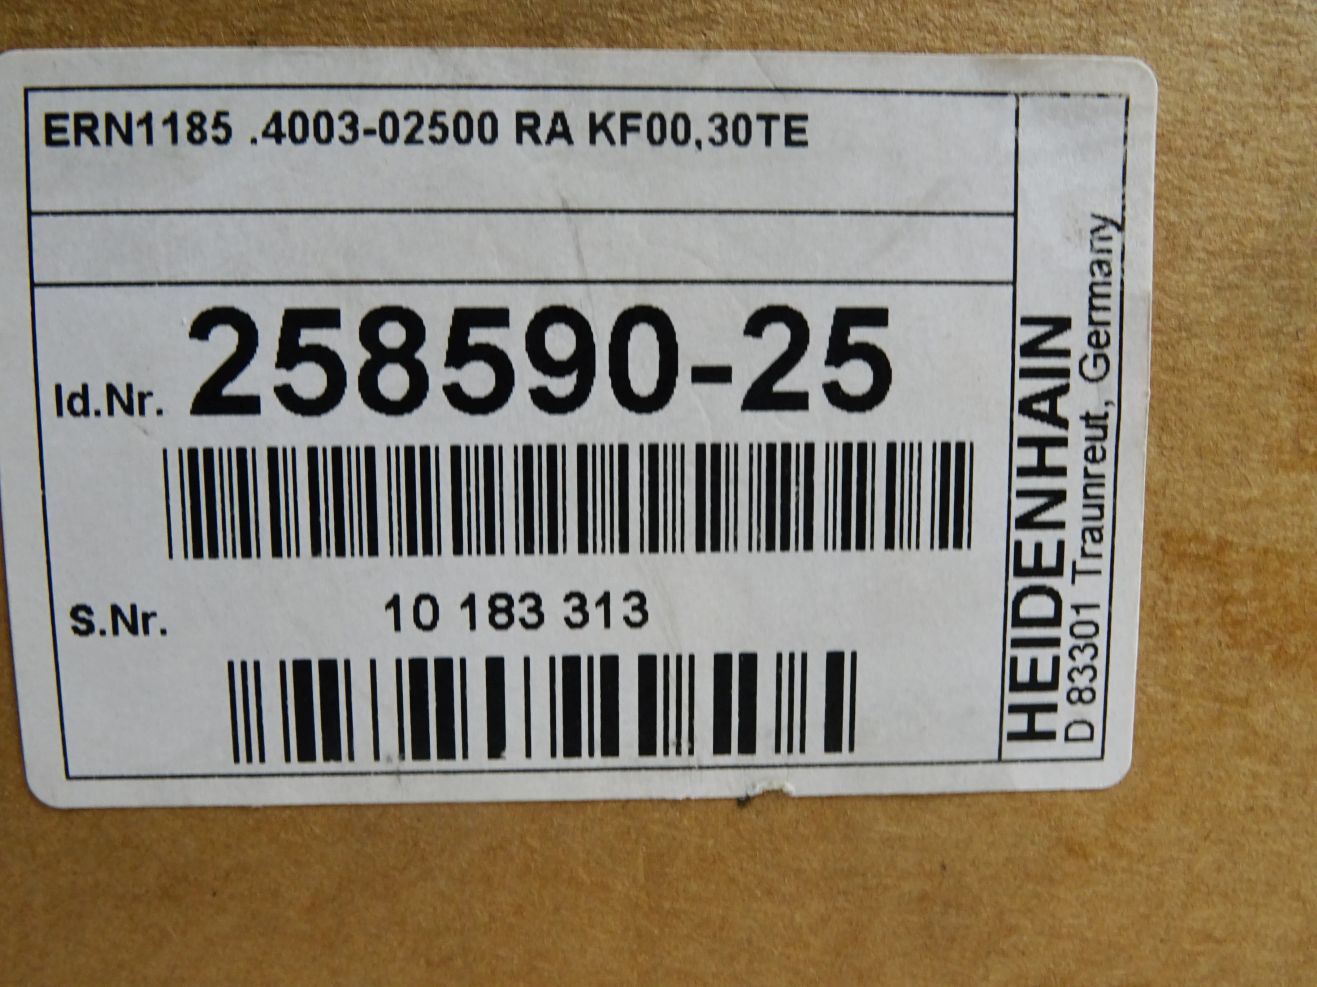 ERN1185 .4003-02500 RA KF00,30TE
Id.Nr. 258590-25
S.Nr. 10 183 313
HEIDENHAIN
D 83301 Traunreut, Germany